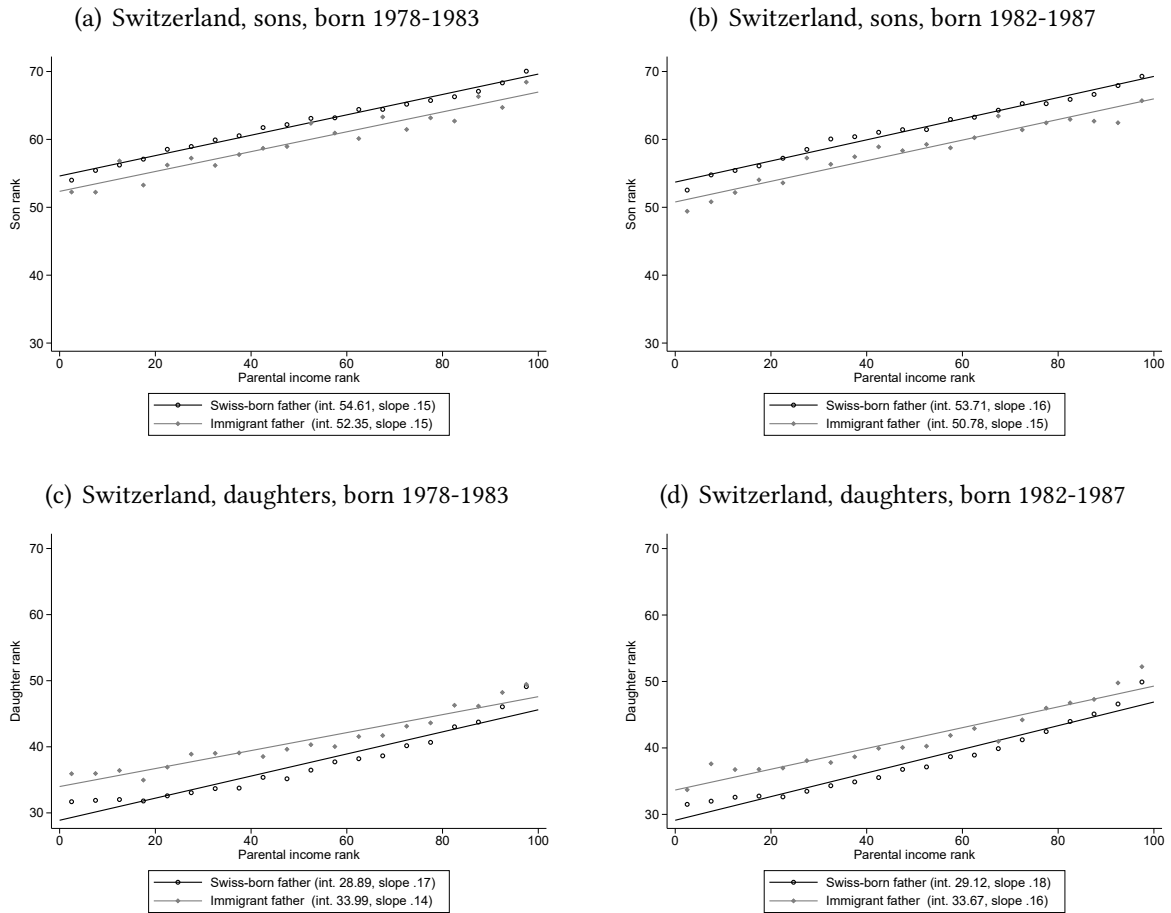 (a) Switzerland, sons, born 1978-1983
70
60
50
40
30
Son rank
0 20 40 60 80 100
Parental income rank
Swiss-born father (int. 54.61, slope .15)
Immigrant father (int. 52.35, slope .15)
(b) Switzerland, sons, born 1982-1987
70
60
50
40
30
Son rank
0 20 40 60 80 100
Parental income rank
Swiss-born father (int. 53.71, slope .16)
Immigrant father (int. 50.78, slope .15)
(c) Switzerland, daughters, born 1978-1983
70
60
50
40
30
Daughter rank
0 20 40 60 80 100
Parental income rank
Swiss-born father (int. 28.89, slope .17)
Immigrant father (int. 33.99, slope .14)
(d) Switzerland, daughters, born 1982-1987
70
60
50
40
30
Daughter rank
0 20 40 60 80 100
Parental income rank
Swiss-born father (int. 29.12, slope .18)
Immigrant father (int. 33.67, slope .16)